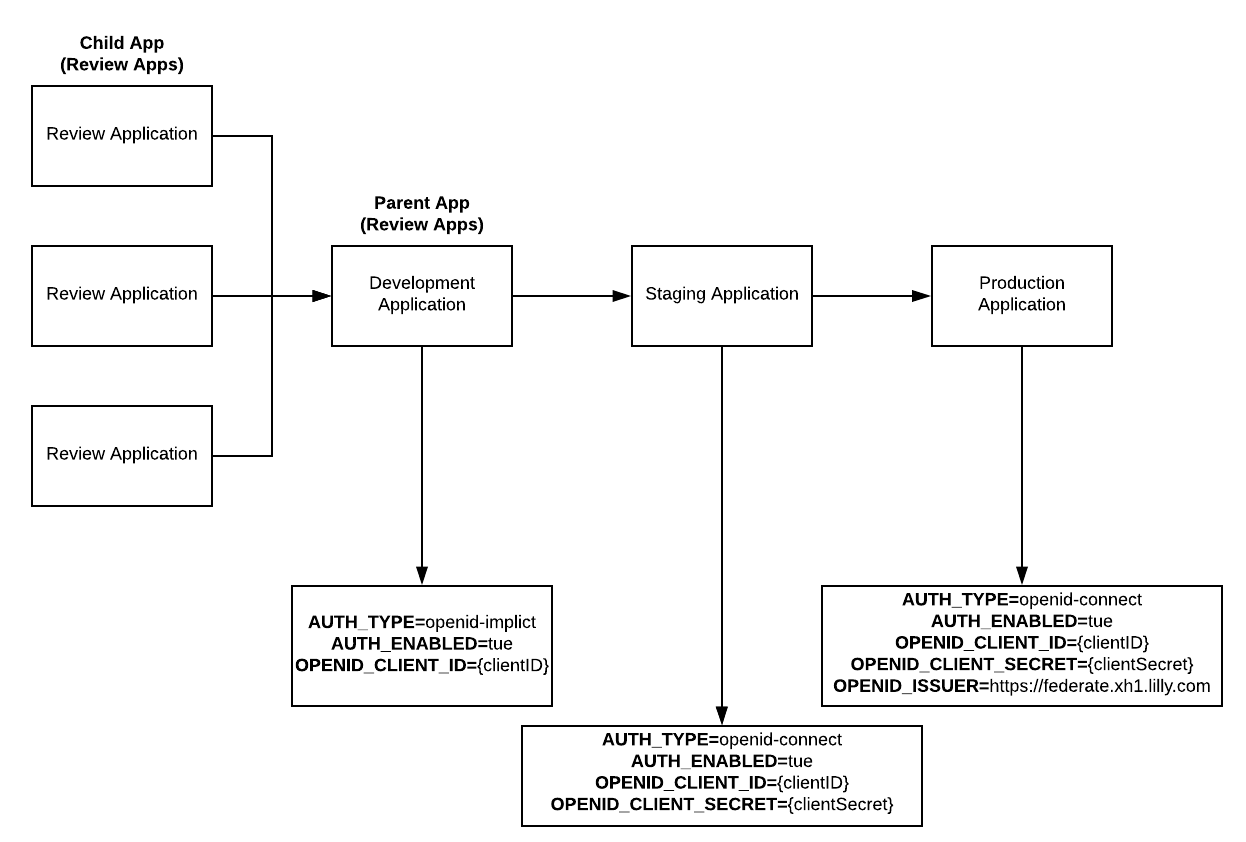 Child App
(Review Apps)
Review Application
Parent App
(Review Apps)
Review Application
Development
Application
Staging Application
Production
Application
Review Application
AUTH_TYPE=openid-implict
AUTH_ENABLED=tue
OPENID_CLIENT_ID={clientID}
AUTH_TYPE=openid-connect
AUTH_ENABLED=tue
OPENID_CLIENT_ID={clientID}
OPENID_CLIENT_SECRET={clientSecret}
OPENID_ISSUER=https://federate.xh1.lilly.com
AUTH_TYPE=openid-connect
AUTH_ENABLED=tue
OPENID_CLIENT_ID={clientID}
OPENID_CLIENT_SECRET={clientSecret}